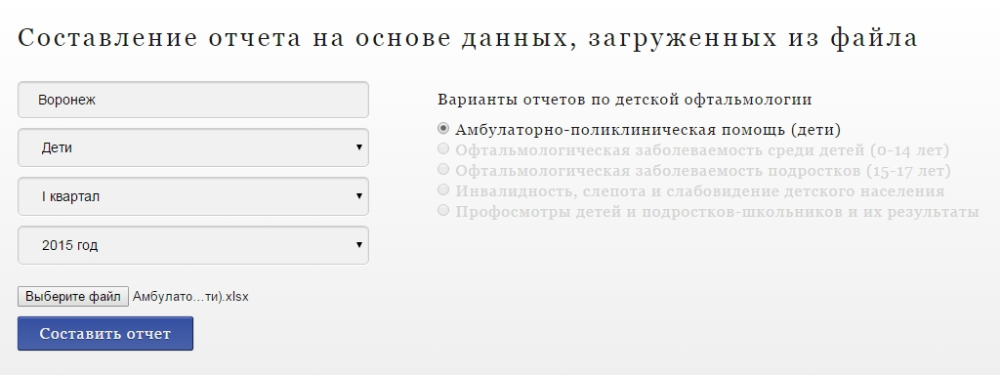 Составление отчета на основе данных, загруженных из файла
Воронеж
Дети
I квартал
2015 год
Выберите файл Амбулато...ти).xlsx
Составить отчет
Варианты отчетов по детской офтальмологии
Амбулаторно-поликлиническая помощь (дети)
Офтальмологическая заболеваемость среди детей (0-14 лет)
Офтальмологическая заболеваемость подростков (15-17 лет)
Инвалидность, слепота и слабовидение детского населения
Профосмотры детей и подростков-школьников и их результаты